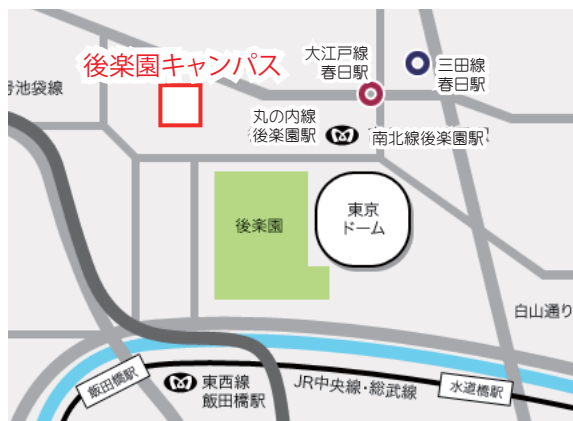 後楽園キャンパス
大江戸線
春日駅
三田線
春日駅
号池袋線
丸の内線
後楽園駅
南北線後楽園駅
後楽園
東京
ドーム
白山通り
飯田橋駅
東西線
飯田橋駅
JR中央線・総武線
水道橋駅